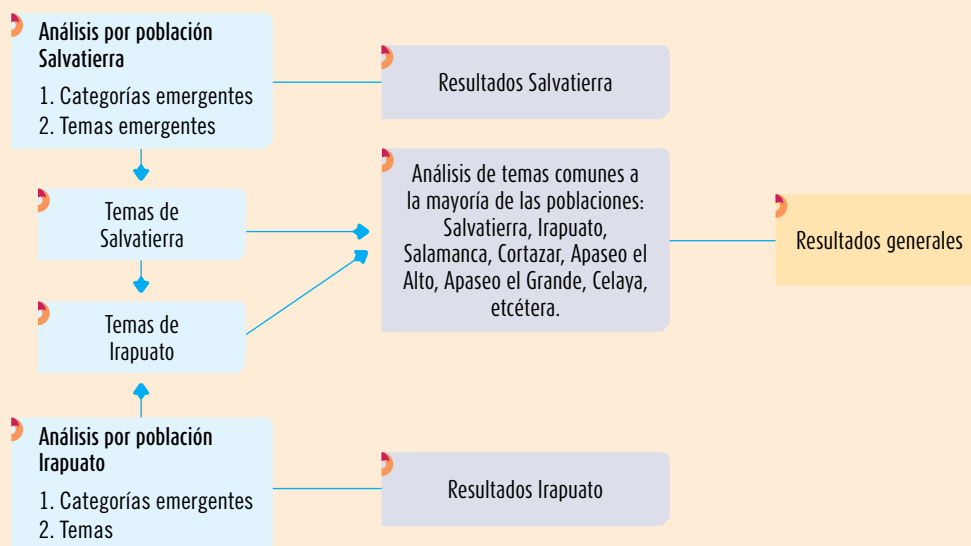 Análisis por población
Salvatierra
1. Categorías emergentes
2. Temas emergentes
Resultados Salvatierra
Temas de
Salvatierra
Análisis de temas comunes a
la mayoría de las poblaciones:
Salvatierra, Irapuato,
Salamanca, Cortazar, Apaseo el
Alto, Apaseo el Grande, Celaya,
etcétera.
Resultados generales
Temas de
Irapuato
Análisis por población
Irapuato
1. Categorías emergentes
2. Temas
Resultados Irapuato